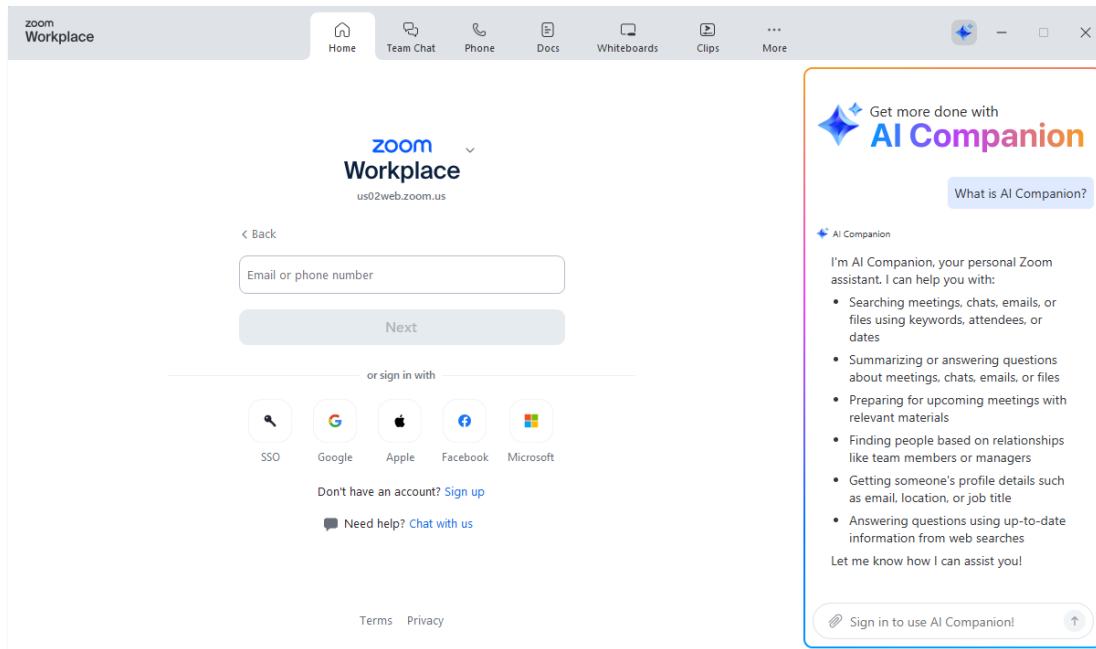 zoom
Workplace
Home
Team Chat
Phone
Docs
Whiteboards
Clips
More
zoom
Workplace
us02web.zoom.us
Back
Email or phone number
Next
or sign in with
SSO
Google
Apple
Facebook
Microsoft
Don't have an account? Sign up
Need help? Chat with us
Terms Privacy
Get more done with
AI Companion
What is AI Companion?
AI Companion
I'm AI Companion, your personal Zoom
assistant. I can help you with:
• Searching meetings, chats, emails, or
files using keywords, attendees, or
dates
• Summarizing or answering questions
about meetings, chats, emails, or files
• Preparing for upcoming meetings with
relevant materials
• Finding people based on relationships
like team members or managers
• Getting someone's profile details such
as email, location, or job title
• Answering questions using up-to-date
information from web searches
Let me know how I can assist you!
Sign in to use AI Companion!